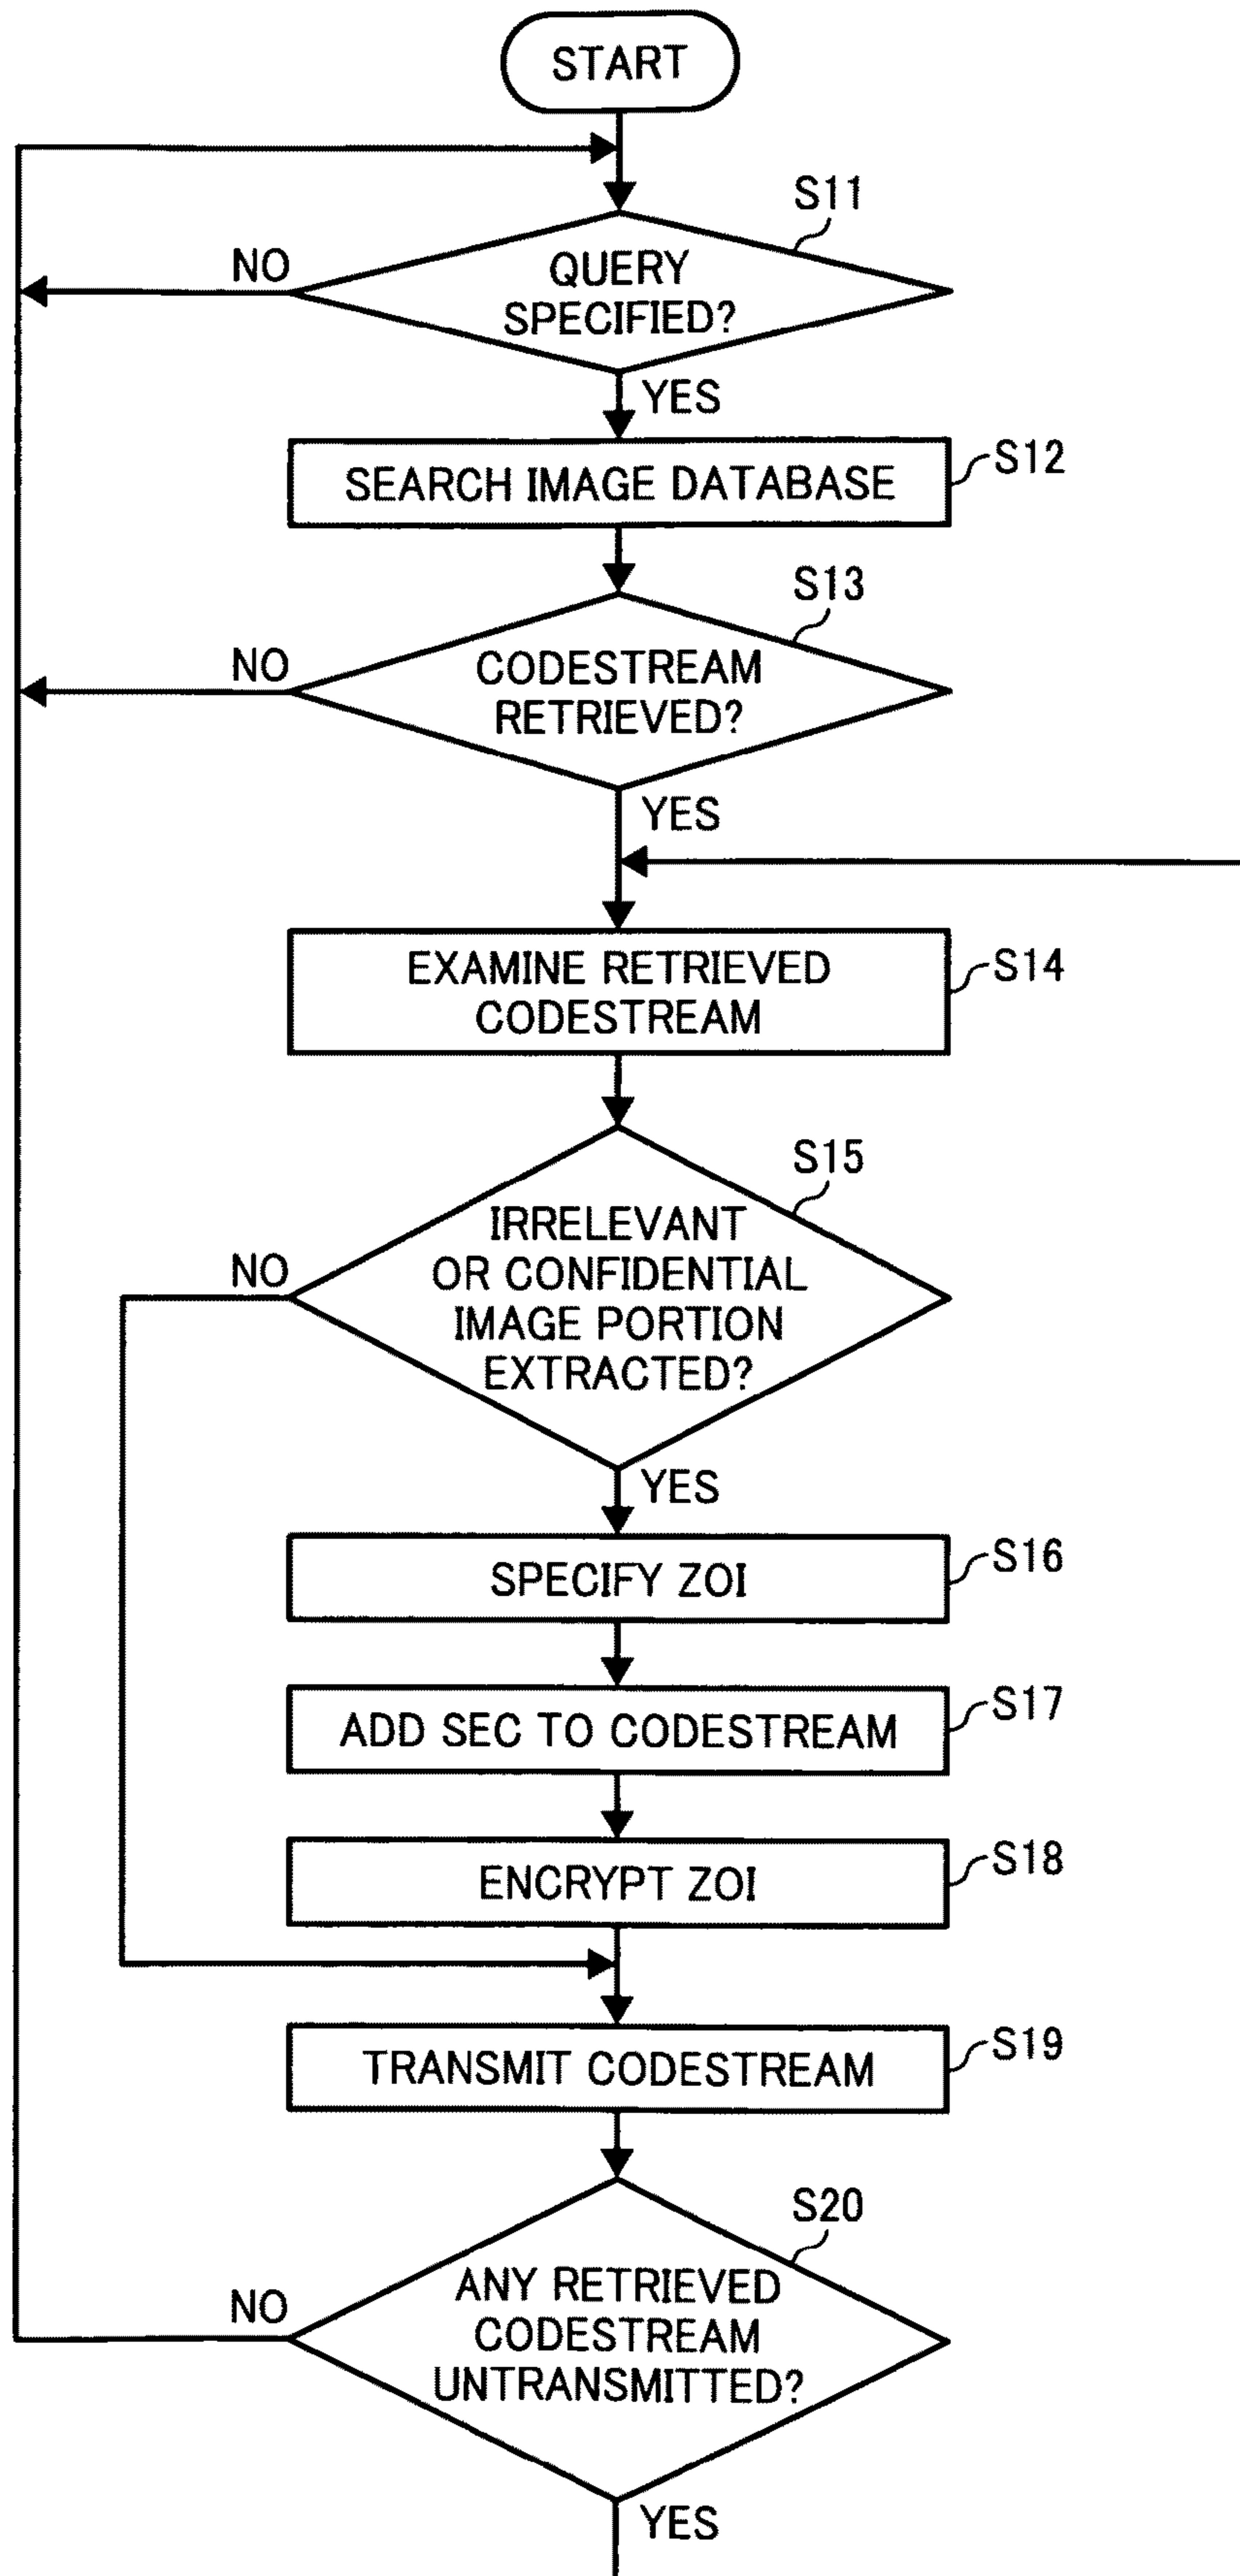 START
S11
NO
QUERY
SPECIFIED?
YES
SEARCH IMAGE DATABASE
S12
S13
NO
CODESTREAM
RETRIEVED?
YES
EXAMINE RETRIEVED
CODESTREAM
S14
S15
NO
IRRELEVANT
OR CONFIDENTIAL
IMAGE PORTION
EXTRACTED?
YES
SPECIFY ZOI
S16
ADD SEC TO CODESTREAM
S17
ENCRYPT ZOI
S18
TRANSMIT CODESTREAM
S19
S20
NO
ANY RETRIEVED
CODESTREAM
UNTRANSMITTED?
YES